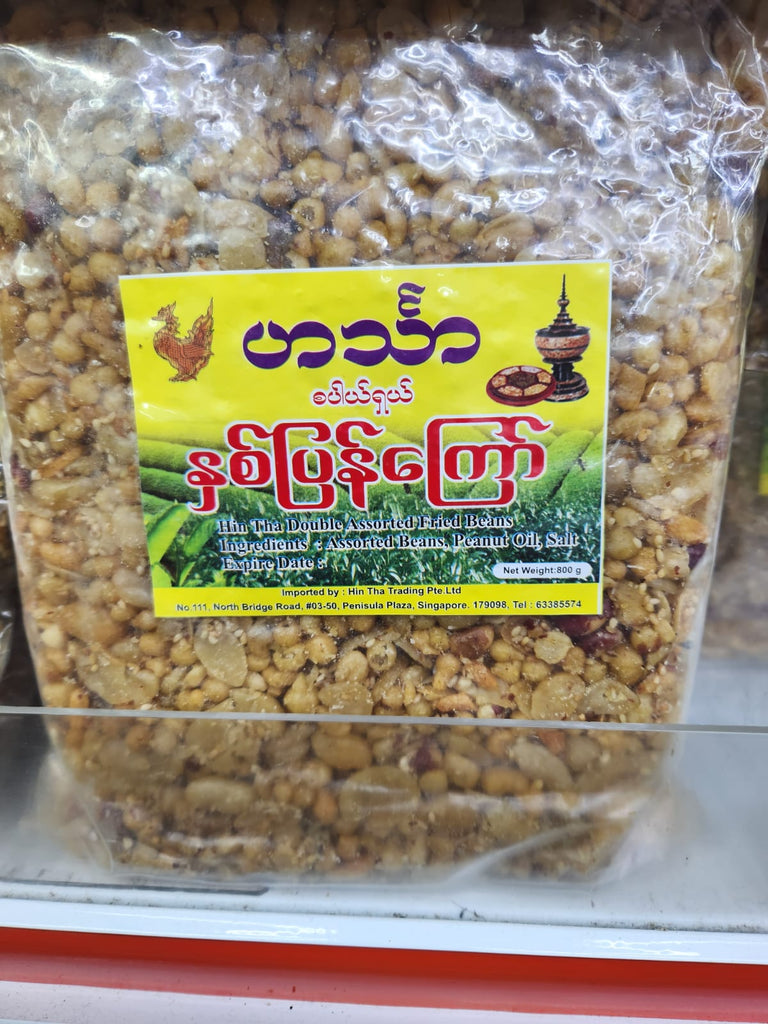 ဟင်္သာ
စပါယ်ရှယ်
နှစ်ပြန်ကြော်
Hin Tha Double Assorted Fried Beans
Ingredients : Assorted Beans, Peanut Oil, Salt
Expire Date :
Net Weight:800 g
Imported by : Hin Tha Trading Pte.Ltd
No.111, North Bridge Road, #03-50, Penisula Plaza, Singapore. 179098, Tel : 63385574